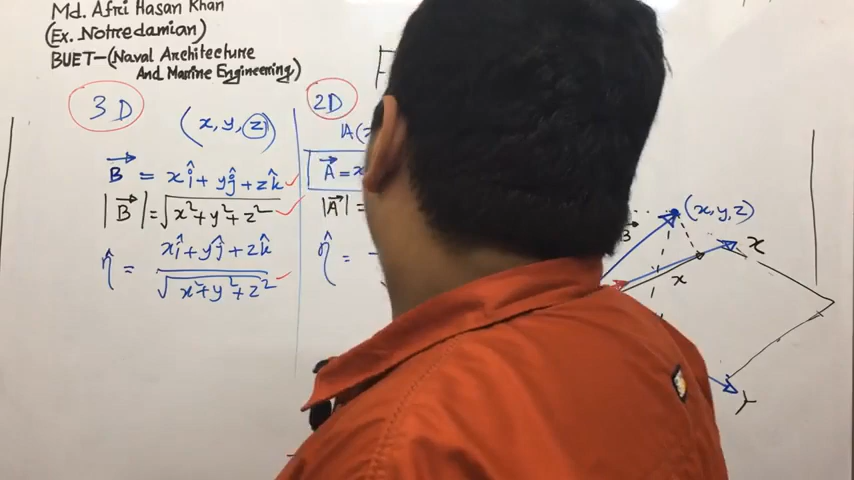 Md. Afri Hasan Khan
(Ex. Notredamian)
BUET-(Naval Architecture
And Marine Engineering)
3D
(x, y, z)
B⃗ = xî + yĵ + zk̂
|B⃗| = √x²+y²+z²
η̂ = xî + yĵ + zk̂ / √x²+y²+z²
2D
A⃗ = x
|A⃗| =
η̂ =
(x, y, z)
B
x
x
Y